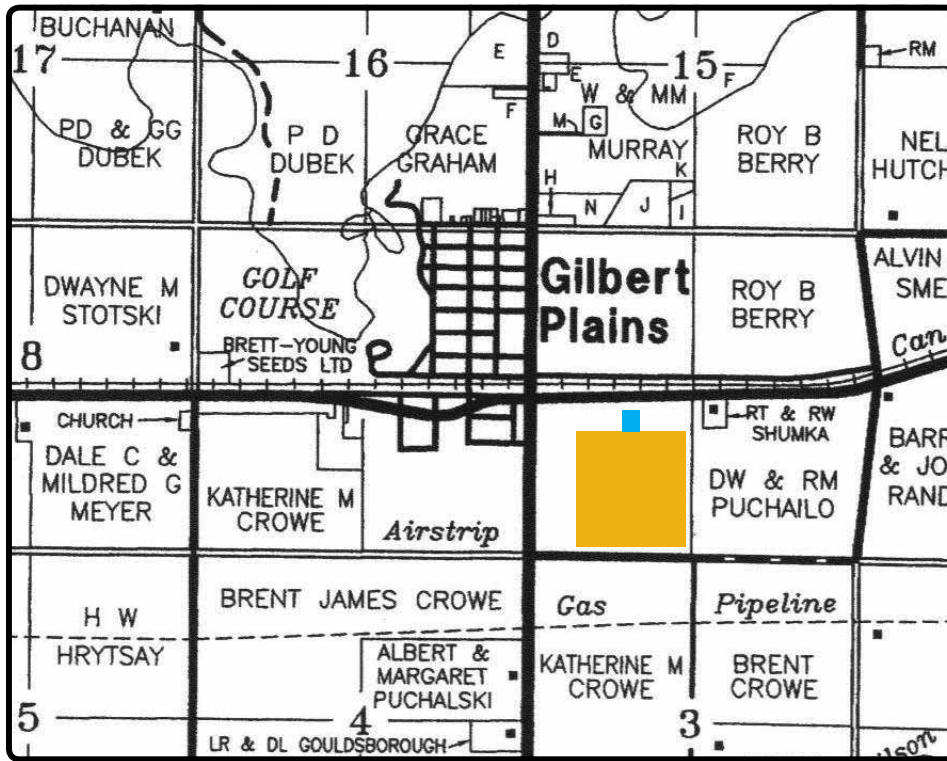 BUCHANAN
17
16
15
E
D
E
F
F
RM
W & MM
M
G
PD & GG
DUBEK
P D
DUBEK
GRACE
GRAHAM
MURRAY
ROY B
BERRY
NEL
HUTCH
H
K
N
J
I
DWAYNE M
STOTSKI
GOLF
COURSE
Gilbert
Plains
ROY B
BERRY
ALVIN
SME
8
BRETT-YOUNG
SEEDS LTD
Can
CHURCH
RT & RW
SHUMKA
DALE C &
MILDRED G
MEYER
KATHERINE M
CROWE
Airstrip
DW & RM
PUCHAILO
BARR
& JO
RAND
H W
HRYTSAY
BRENT JAMES CROWE
Gas Pipeline
ALBERT &
MARGARET
PUCHALSKI
KATHERINE M
CROWE
BRENT
CROWE
5
4
3
LR & DL GOULDSBOROUGH
ilson